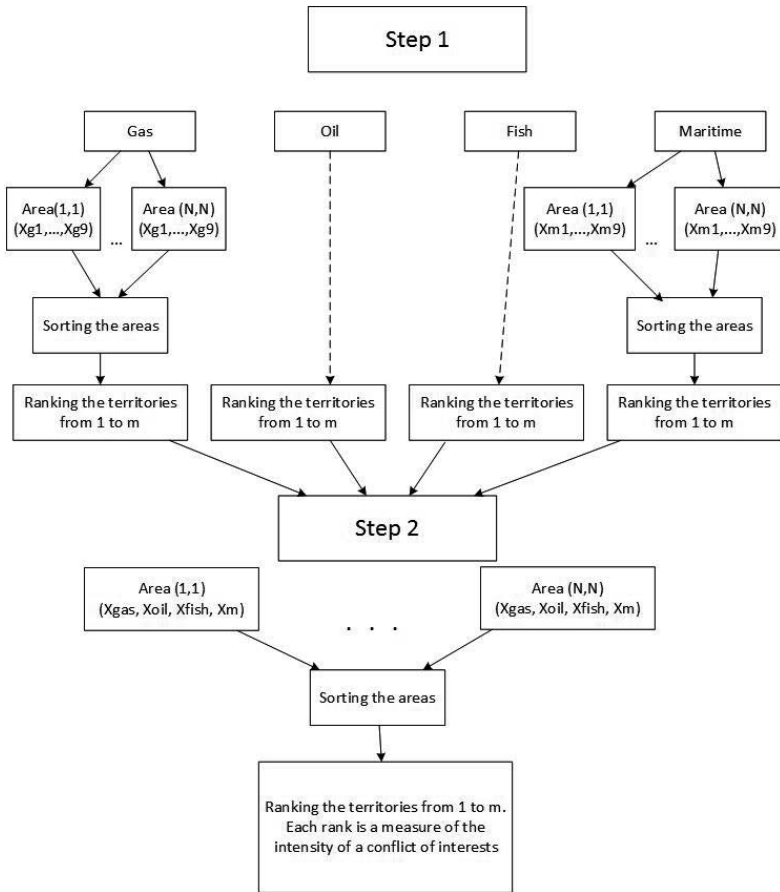 Step 1
Gas
Oil
Fish
Maritime
Area(1,1)
(Xg1,...,Xg9)
...
Area (N,N)
(Xg1,...,Xg9)
Area (1,1)
(Xm1,...,Xm9)
...
Area (N,N)
(Xm1,...,Xm9)
Sorting the areas
Sorting the areas
Ranking the territories
from 1 to m
Ranking the territories
from 1 to m
Ranking the territories
from 1 to m
Ranking the territories
from 1 to m
Step 2
Area (1,1)
(Xgas, Xoil, Xfish, Xm)
. . .
Area (N,N)
(Xgas, Xoil, Xfish, Xm)
Sorting the areas
Ranking the territories from 1 to m.
Each rank is a measure of the
intensity of a conflict of interests